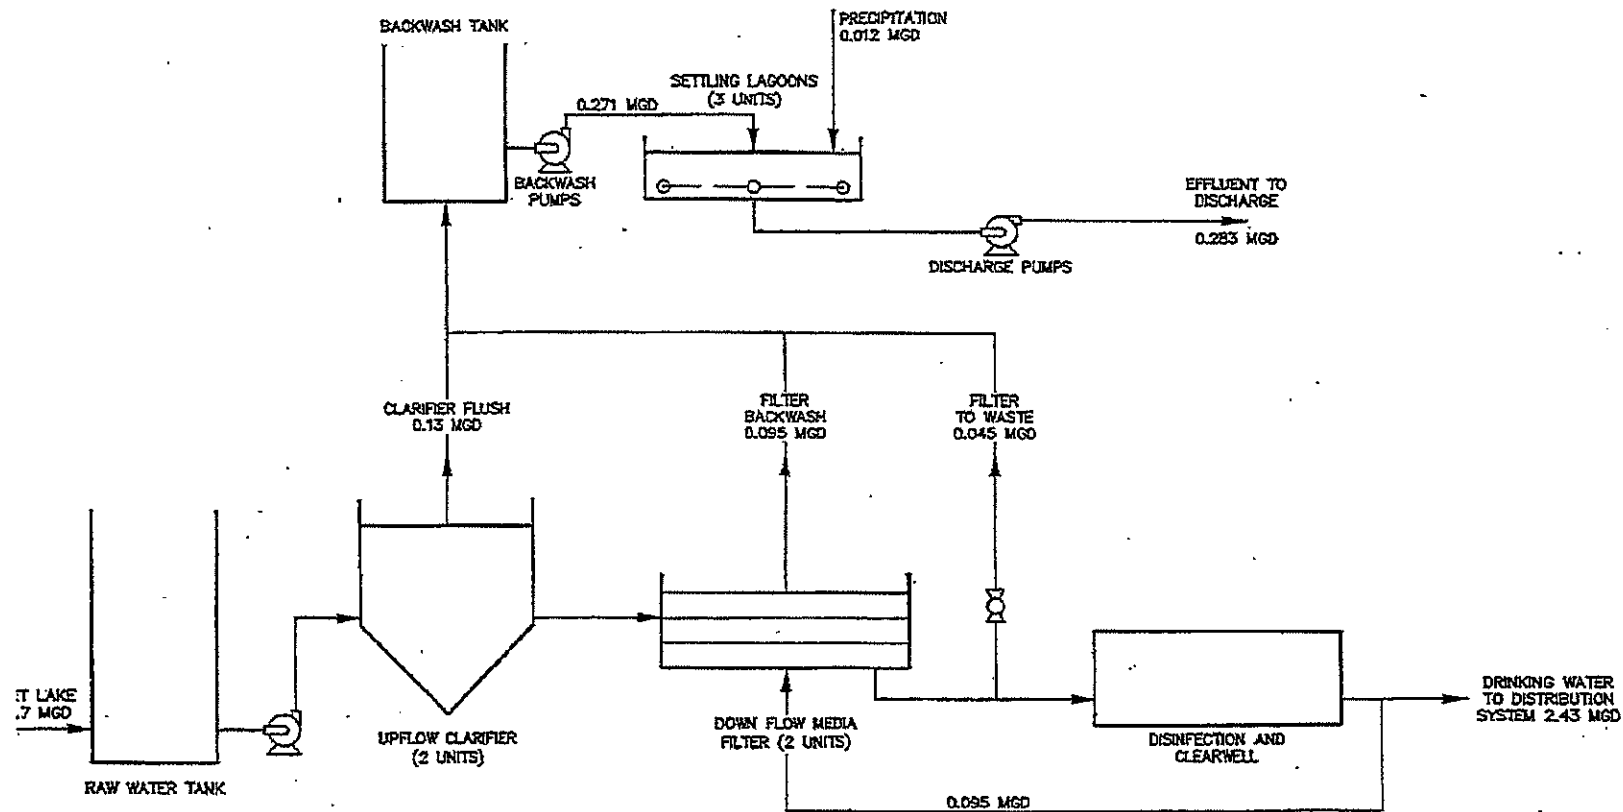 BACKWASH TANK
PRECIPITATION
0.012 MGD
SETTLING LAGOONS
(3 UNITS)
0.271 MGD
BACKWASH
PUMPS
EFFLUENT TO
DISCHARGE
0.283 MGD
DISCHARGE PUMPS
CLARIFIER FLUSH
0.13 MGD
FILTER
BACKWASH
0.095 MGD
FILTER
TO WASTE
0.045 MGD
T LAKE
.7 MGD
RAW WATER TANK
UPFLOW CLARIFIER
(2 UNITS)
DOWN FLOW MEDIA
FILTER (2 UNITS)
DISINFECTION AND
CLEARWELL
DRINKING WATER
TO DISTRIBUTION
SYSTEM 2.43 MGD
0.095 MGD